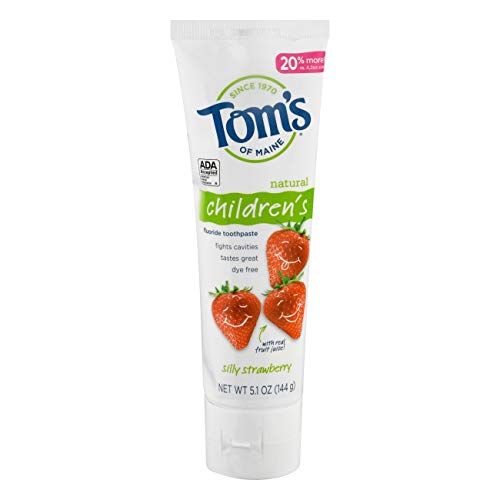 20% more
SINCE 1970
Tom's
OF MAINE
ADA
Accepted
natural
children's
fluoride toothpaste
fights cavities
tastes great
dye free
with real
fruit juice!
silly strawberry
NET WT 5.1 OZ (144 g)